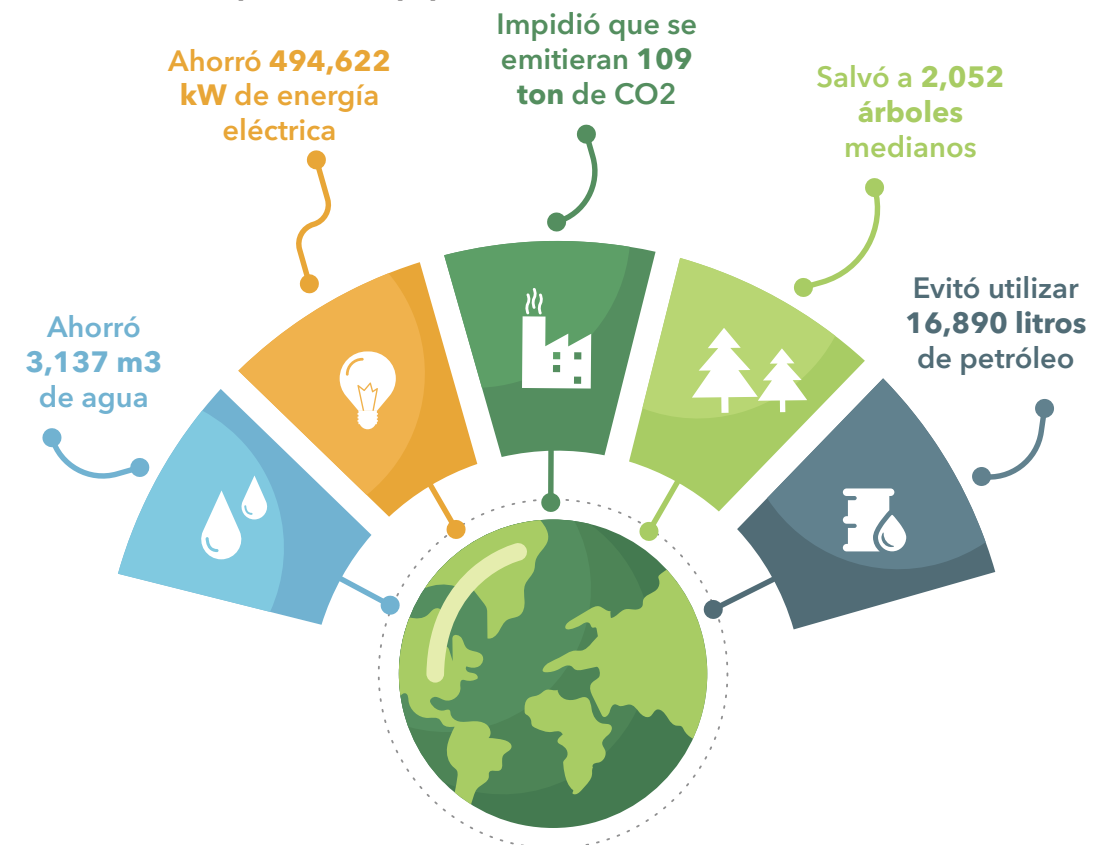 Ahorró
3,137 m3
de agua
Ahorró 494,622
kW de energía
eléctrica
Impidió que se
emitieran 109
ton de CO2
Salvó a 2,052
árboles
medianos
Evitó utilizar
16,890 litros
de petróleo